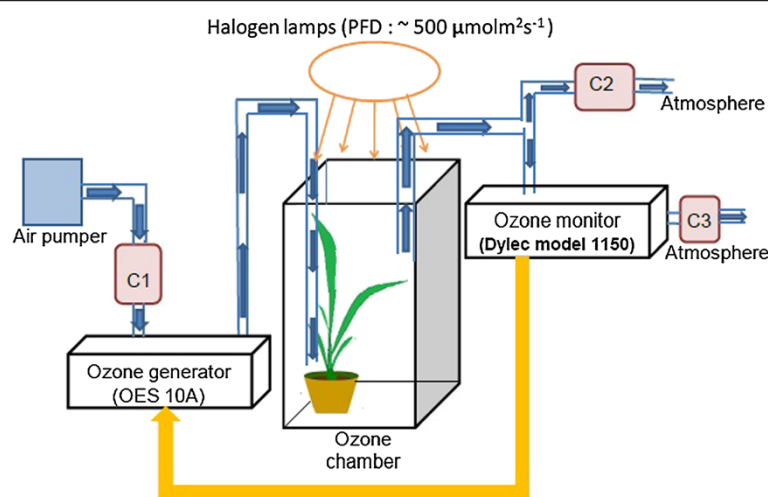 Halogen lamps (PFD : ~ 500 µmolm²s⁻¹)
C2
Atmosphere
Air pumper
C1
Ozone monitor
(Dylec model 1150)
C3
Atmosphere
Ozone generator
(OES 10A)
Ozone
chamber